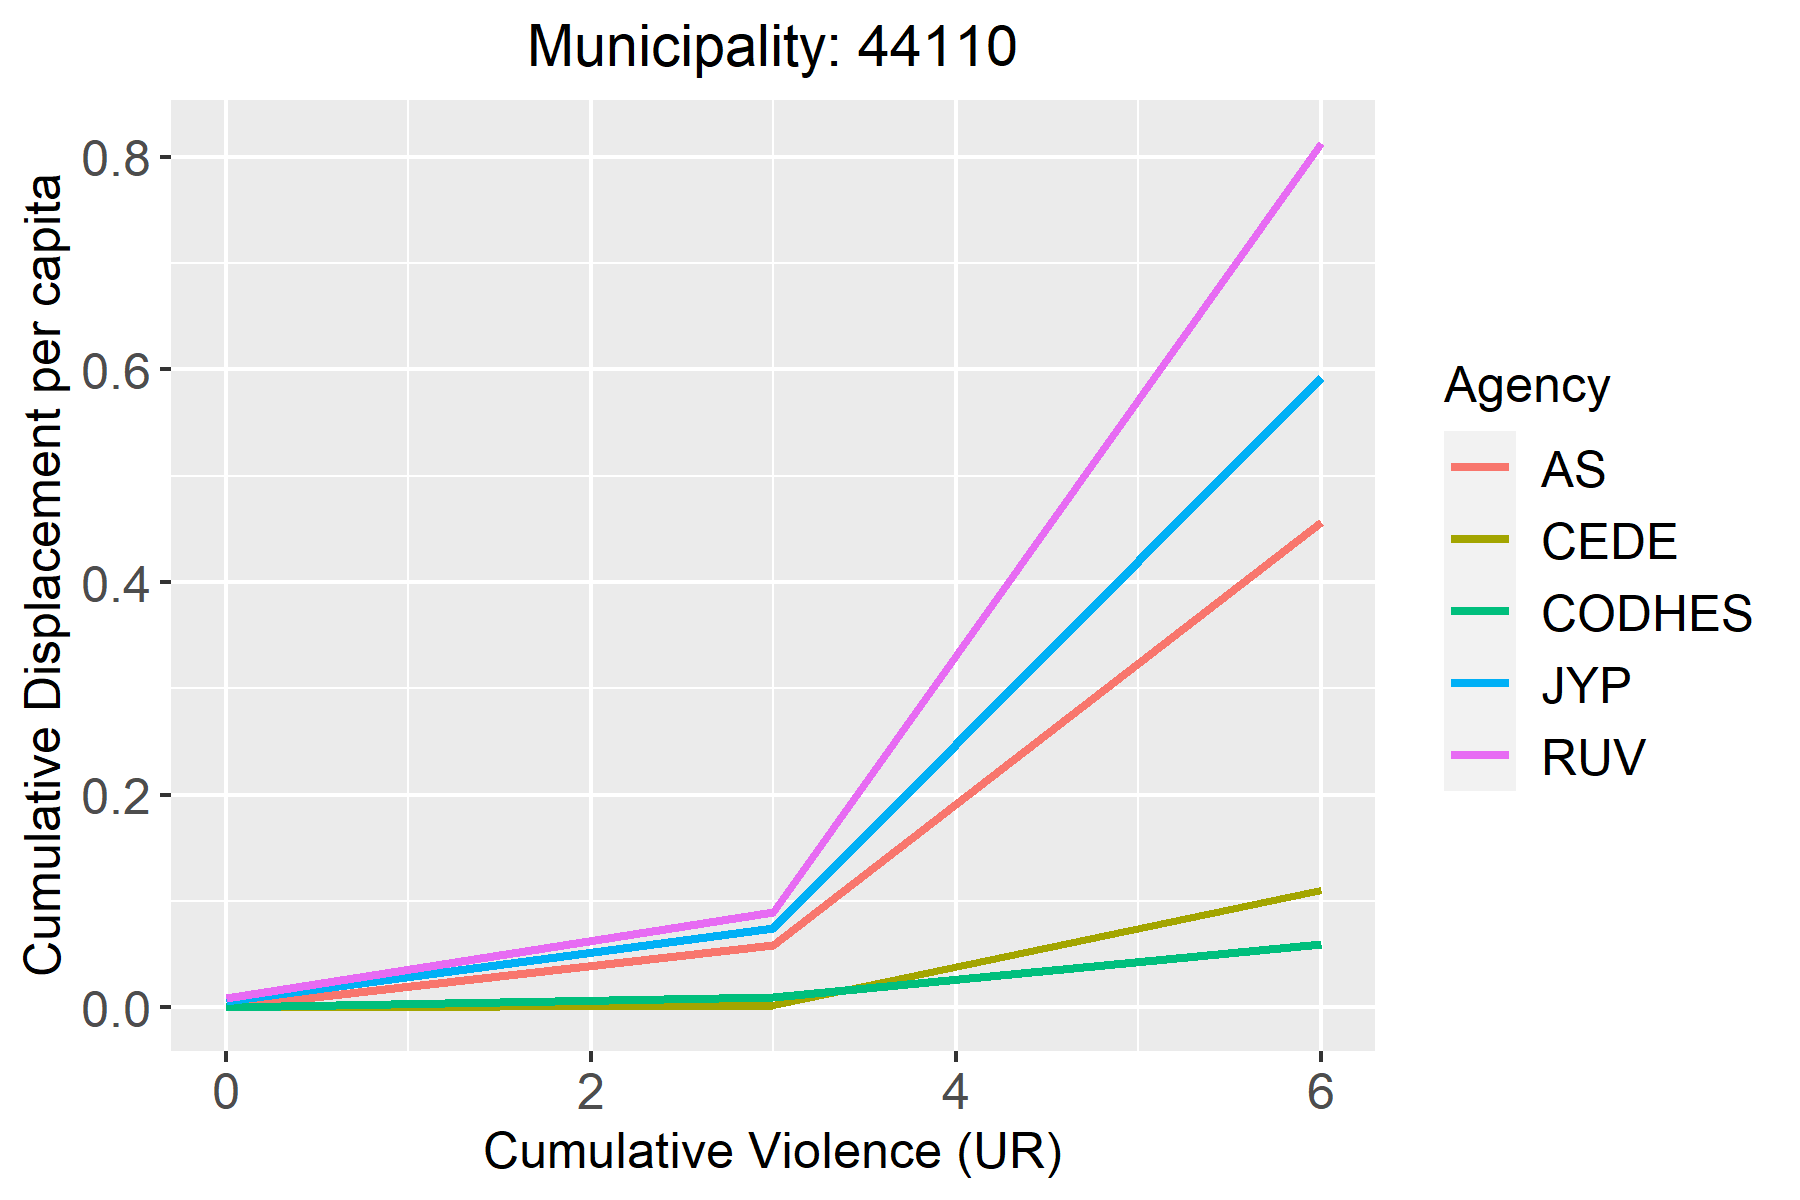 Municipality: 44110
Cumulative Displacement per capita
0.8
0.6
0.4
0.2
0.0
0
2
4
6
Cumulative Violence (UR)
Agency
AS
CEDE
CODHES
JYP
RUV